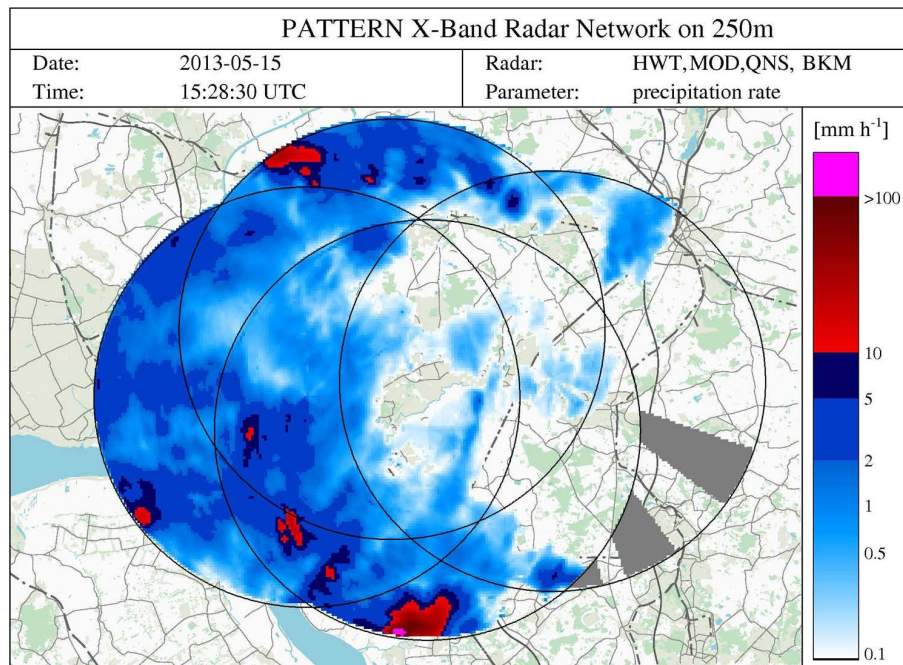 PATTERN X-Band Radar Network on 250m
Date: 2013-05-15 Radar: HWT,MOD,QNS, BKM
Time: 15:28:30 UTC Parameter: precipitation rate
[mm h⁻¹]
>100
10
5
2
1
0.5
0.1